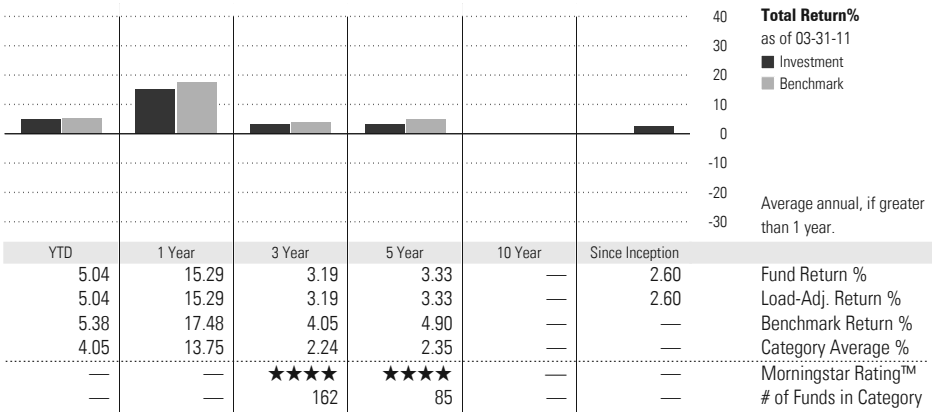 40 Total Return%
30 as of 03-31-11
20 Investment
10 Benchmark
0
-10
-20
-30
Average annual, if greater
than 1 year.
YTD 1 Year 3 Year 5 Year 10 Year Since Inception
5.04 15.29 3.19 3.33 — 2.60 Fund Return %
5.04 15.29 3.19 3.33 — 2.60 Load-Adj. Return %
5.38 17.48 4.05 4.90 — — Benchmark Return %
4.05 13.75 2.24 2.35 — — Category Average %
— — ★★★★ ★★★★ — — Morningstar Rating™
— — 162 85 — — # of Funds in Category